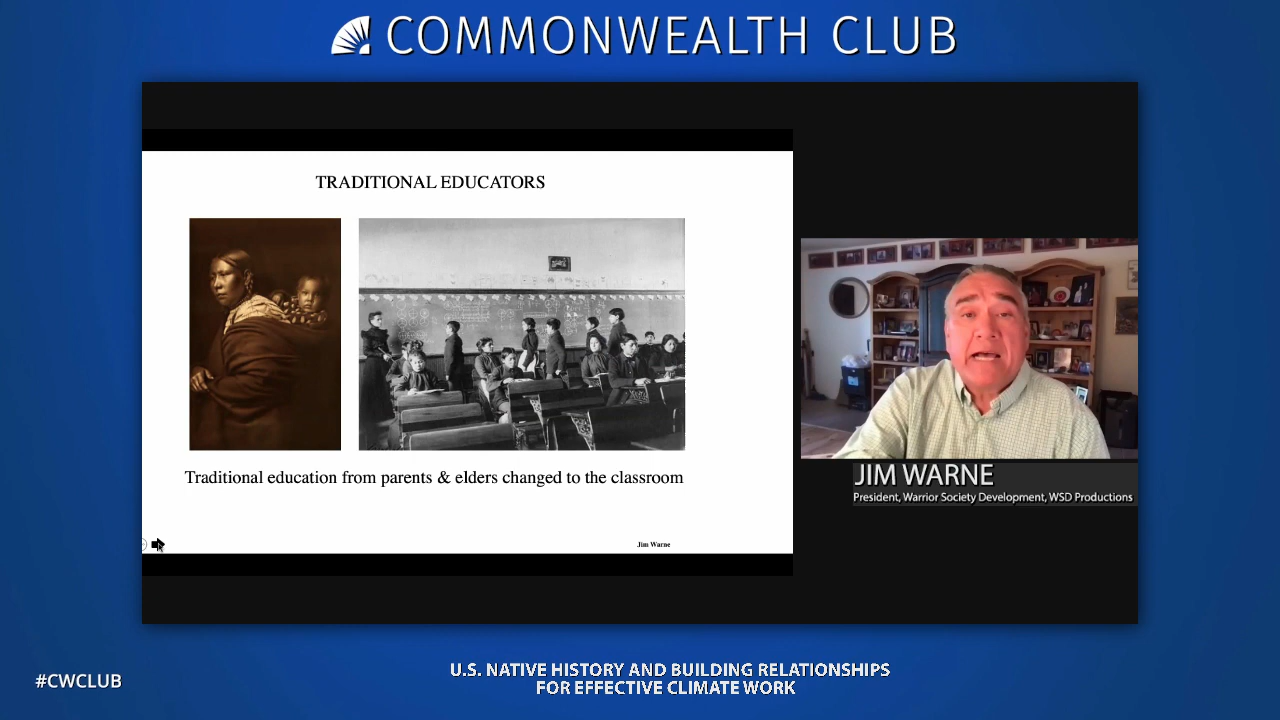 COMMONWEALTH CLUB
TRADITIONAL EDUCATORS
Traditional education from parents & elders changed to the classroom
Jim Warne
JIM WARNE
President, Warrior Society Development, WSD Productions
#CWCLUB
U.S. NATIVE HISTORY AND BUILDING RELATIONSHIPS
FOR EFFECTIVE CLIMATE WORK